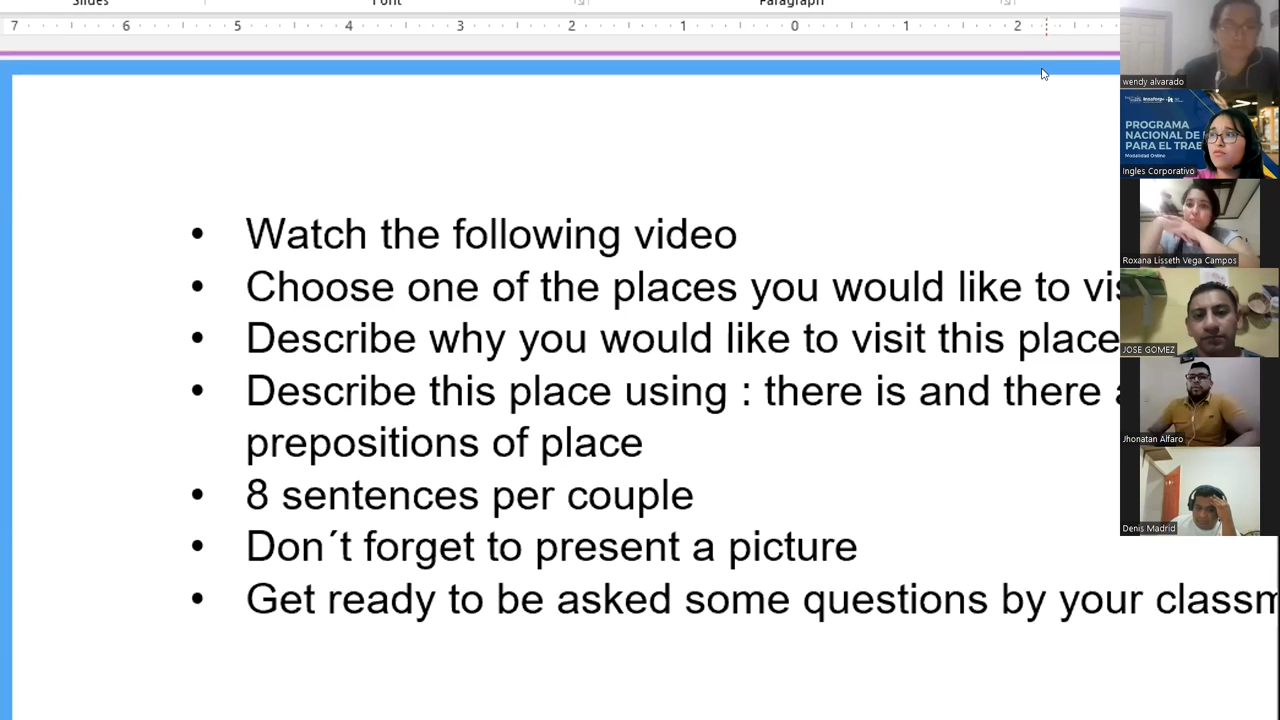 Slides Font Paragraph
7 6 5 4 3 2 1 0 1 2
• Watch the following video
• Choose one of the places you would like to
• Describe why you would like to visit this place
• Describe this place using : there is and there
prepositions of place
• 8 sentences per couple
• Don´t forget to present a picture
• Get ready to be asked some questions by your
wendy alvarado
PROGRAMA
NACIONAL DE
PARA EL
Modalidad Online
Ingles Corporativo
Roxana Lisseth Vega Campos
JOSE GOMEZ
Jhonatan Alfaro
Denis Madrid